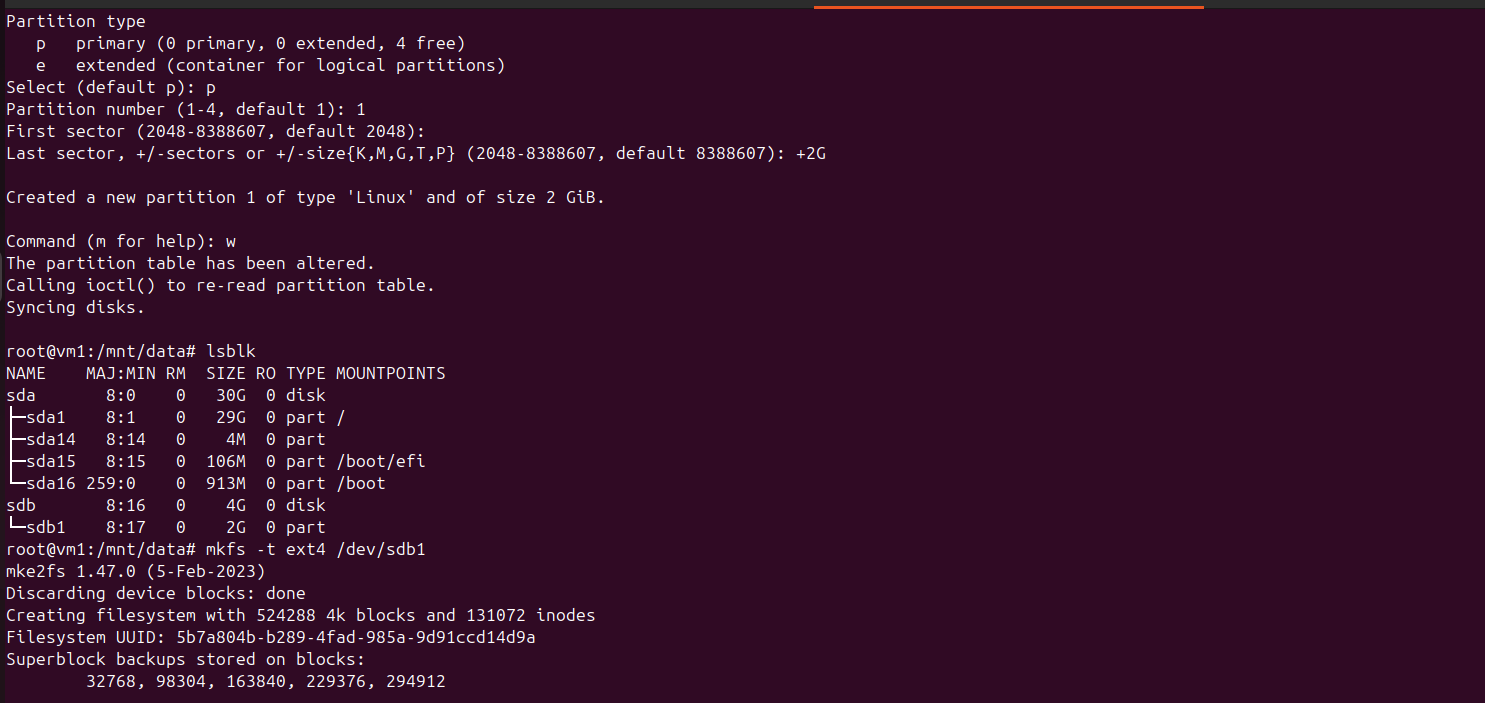 Partition type
   p   primary (0 primary, 0 extended, 4 free)
   e   extended (container for logical partitions)
Select (default p): p
Partition number (1-4, default 1): 1
First sector (2048-8388607, default 2048):
Last sector, +/-sectors or +/-size{K,M,G,T,P} (2048-8388607, default 8388607): +2G

Created a new partition 1 of type 'Linux' and of size 2 GiB.

Command (m for help): w
The partition table has been altered.
Calling ioctl() to re-read partition table.
Syncing disks.

root@vm1:/mnt/data# lsblk
NAME    MAJ:MIN RM  SIZE RO TYPE MOUNTPOINTS
sda       8:0    0   30G  0 disk
├─sda1    8:1    0   29G  0 part /
├─sda14   8:14   0    4M  0 part
├─sda15   8:15   0  106M  0 part /boot/efi
└─sda16 259:0    0  913M  0 part /boot
sdb       8:16   0    4G  0 disk
└─sdb1    8:17   0    2G  0 part
root@vm1:/mnt/data# mkfs -t ext4 /dev/sdb1
mke2fs 1.47.0 (5-Feb-2023)
Discarding device blocks: done
Creating filesystem with 524288 4k blocks and 131072 inodes
Filesystem UUID: 5b7a804b-b289-4fad-985a-9d91ccd14d9a
Superblock backups stored on blocks:
        32768, 98304, 163840, 229376, 294912